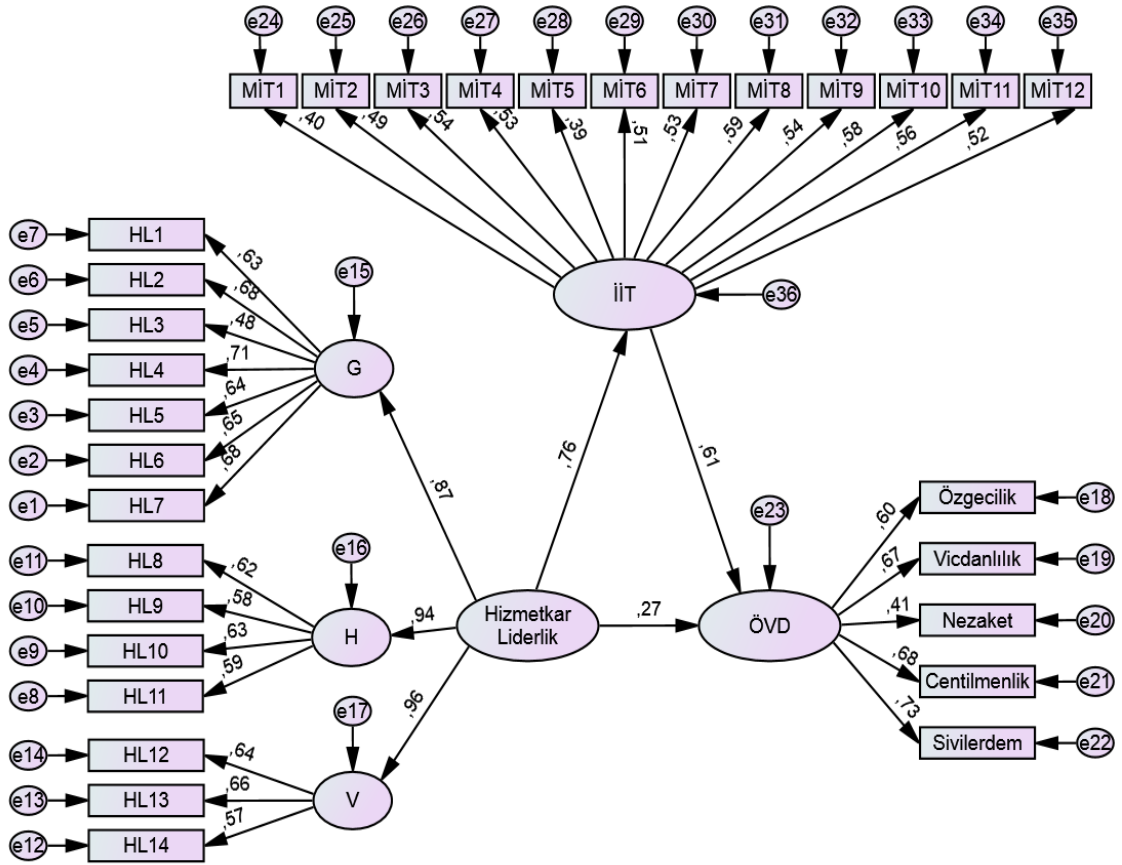 e24 e25 e26 e27 e28 e29 e30 e31 e32 e33 e34 e35
MİT1 MİT2 MİT3 MİT4 MİT5 MİT6 MİT7 MİT8 MİT9 MİT10 MİT11 MİT12
,40 ,49 ,54 ,53 ,39 ,51 ,53 ,59 ,54 ,58 ,56 ,52
İİT e36
e7 HL1 ,63
e6 HL2 ,68
e5 HL3 ,48
e4 HL4 ,71
e3 HL5 ,64
e2 HL6 ,65
e1 HL7 ,68
e15
G
,87
,76
,61
e11 HL8 ,62
e10 HL9 ,58
e9 HL10 ,63
e8 HL11 ,59
e16
H
,94
Hizmetkar
Liderlik
,27
e23
ÖVD
,60 Özgecilik e18
,67 Vicdanlılık e19
,41 Nezaket e20
,68 Centilmenlik e21
,73 Sivilerdem e22
,96
e17
V
e14 HL12 ,64
e13 HL13 ,66
e12 HL14 ,57